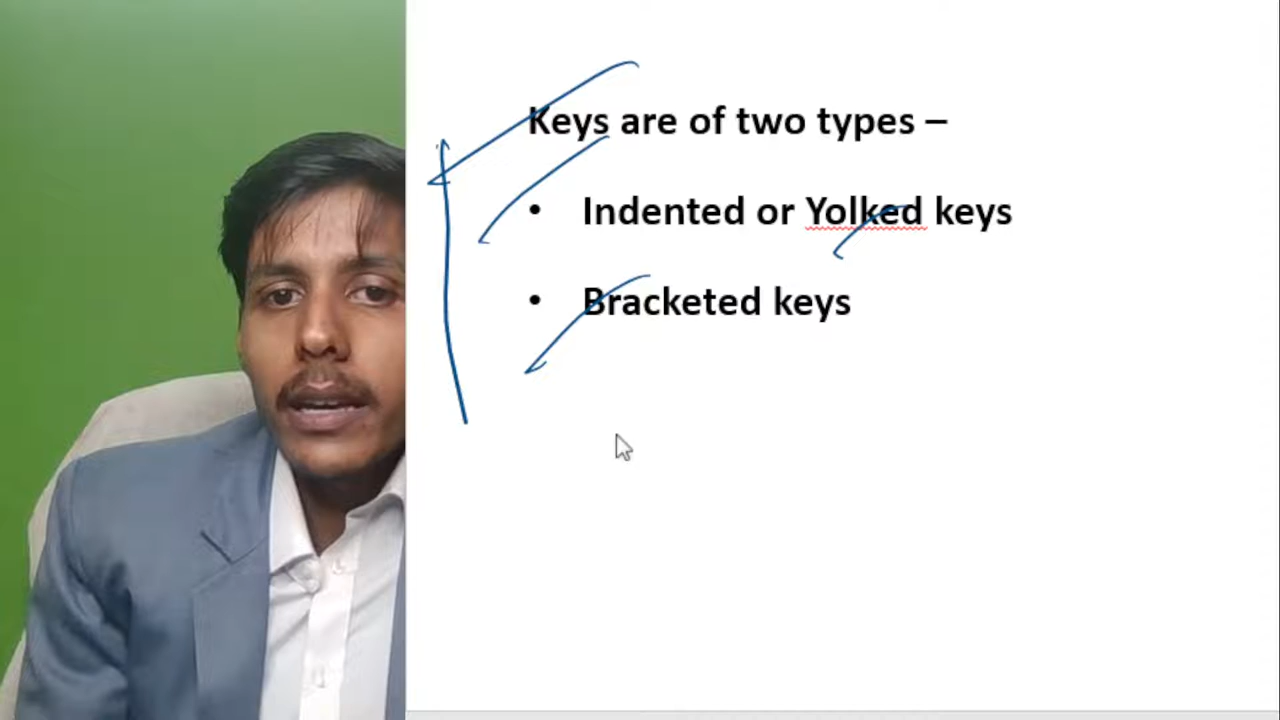 Keys are of two types –
• Indented or Yolked keys
• Bracketed keys